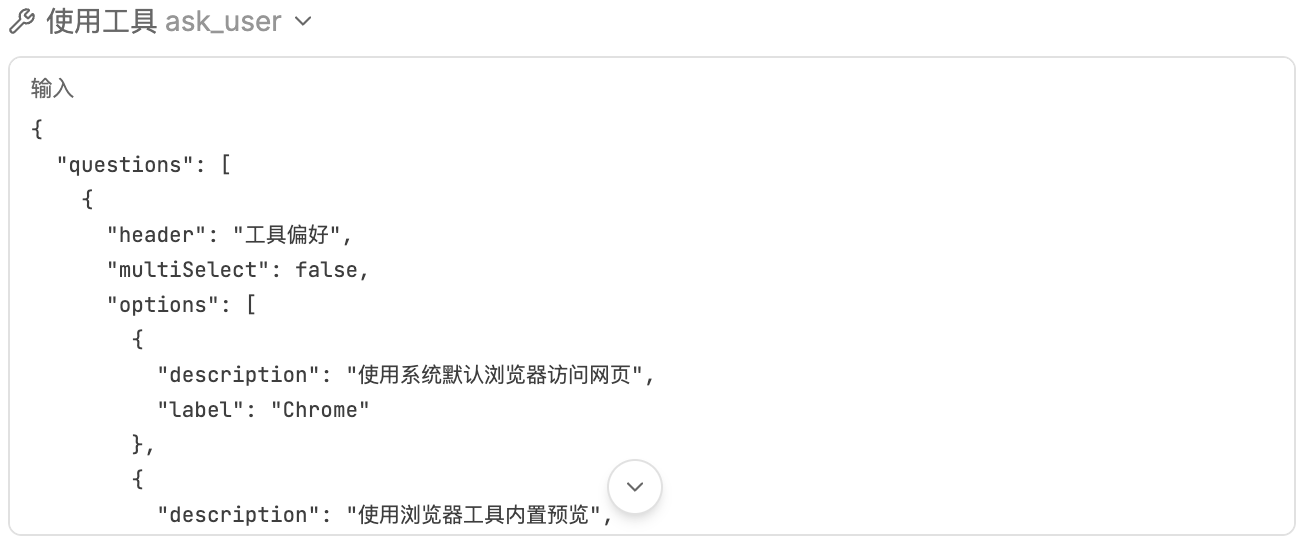 使用工具 ask_user
输入
{
  "questions": [
    {
      "header": "工具偏好",
      "multiSelect": false,
      "options": [
        {
          "description": "使用系统默认浏览器访问网页",
          "label": "Chrome"
        },
        {
          "description": "使用浏览器工具内置预览",